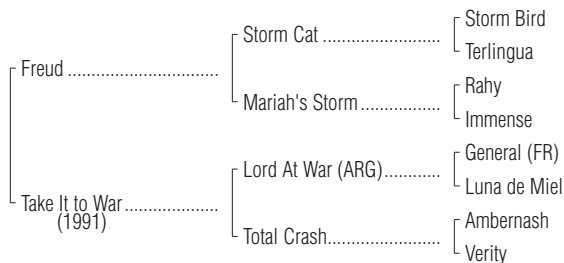 Storm Bird
Storm Cat ........................
Terlingua
Freud ................................
Rahy
Mariah's Storm.................
Immense
General (FR)
Lord At War (ARG)............
Luna de Miel
Take It to War....................
(1991)
Ambernash
Total Crash........................
Verity